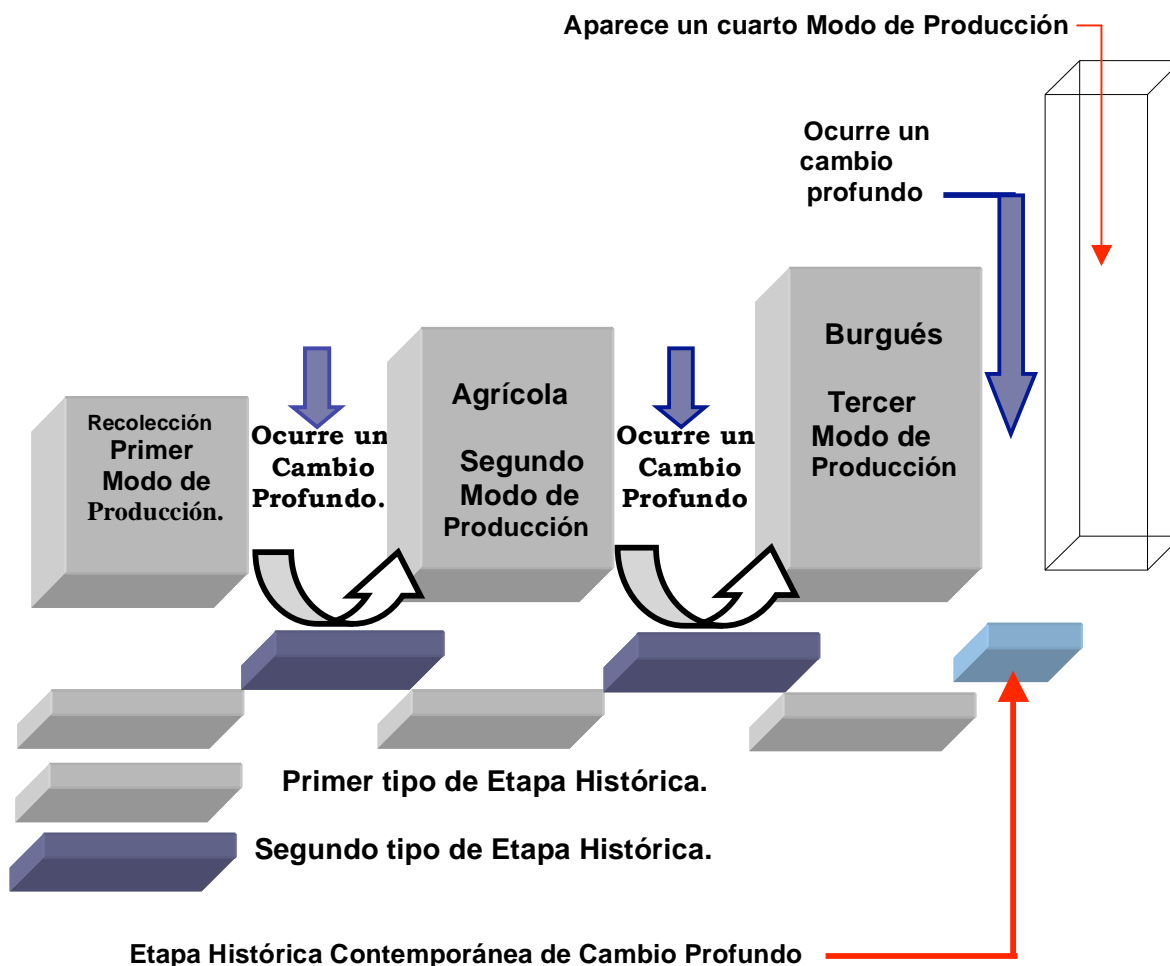 Aparece un cuarto Modo de Producción
Ocurre un
cambio
profundo
Recolección
Primer
Modo de
Producción.
Ocurre un
Cambio
Profundo.
Agrícola
Segundo
Modo de
Producción
Ocurre un
Cambio
Profundo
Burgués
Tercer
Modo de
Producción
Primer tipo de Etapa Histórica.
Segundo tipo de Etapa Histórica.
Etapa Histórica Contemporánea de Cambio Profundo